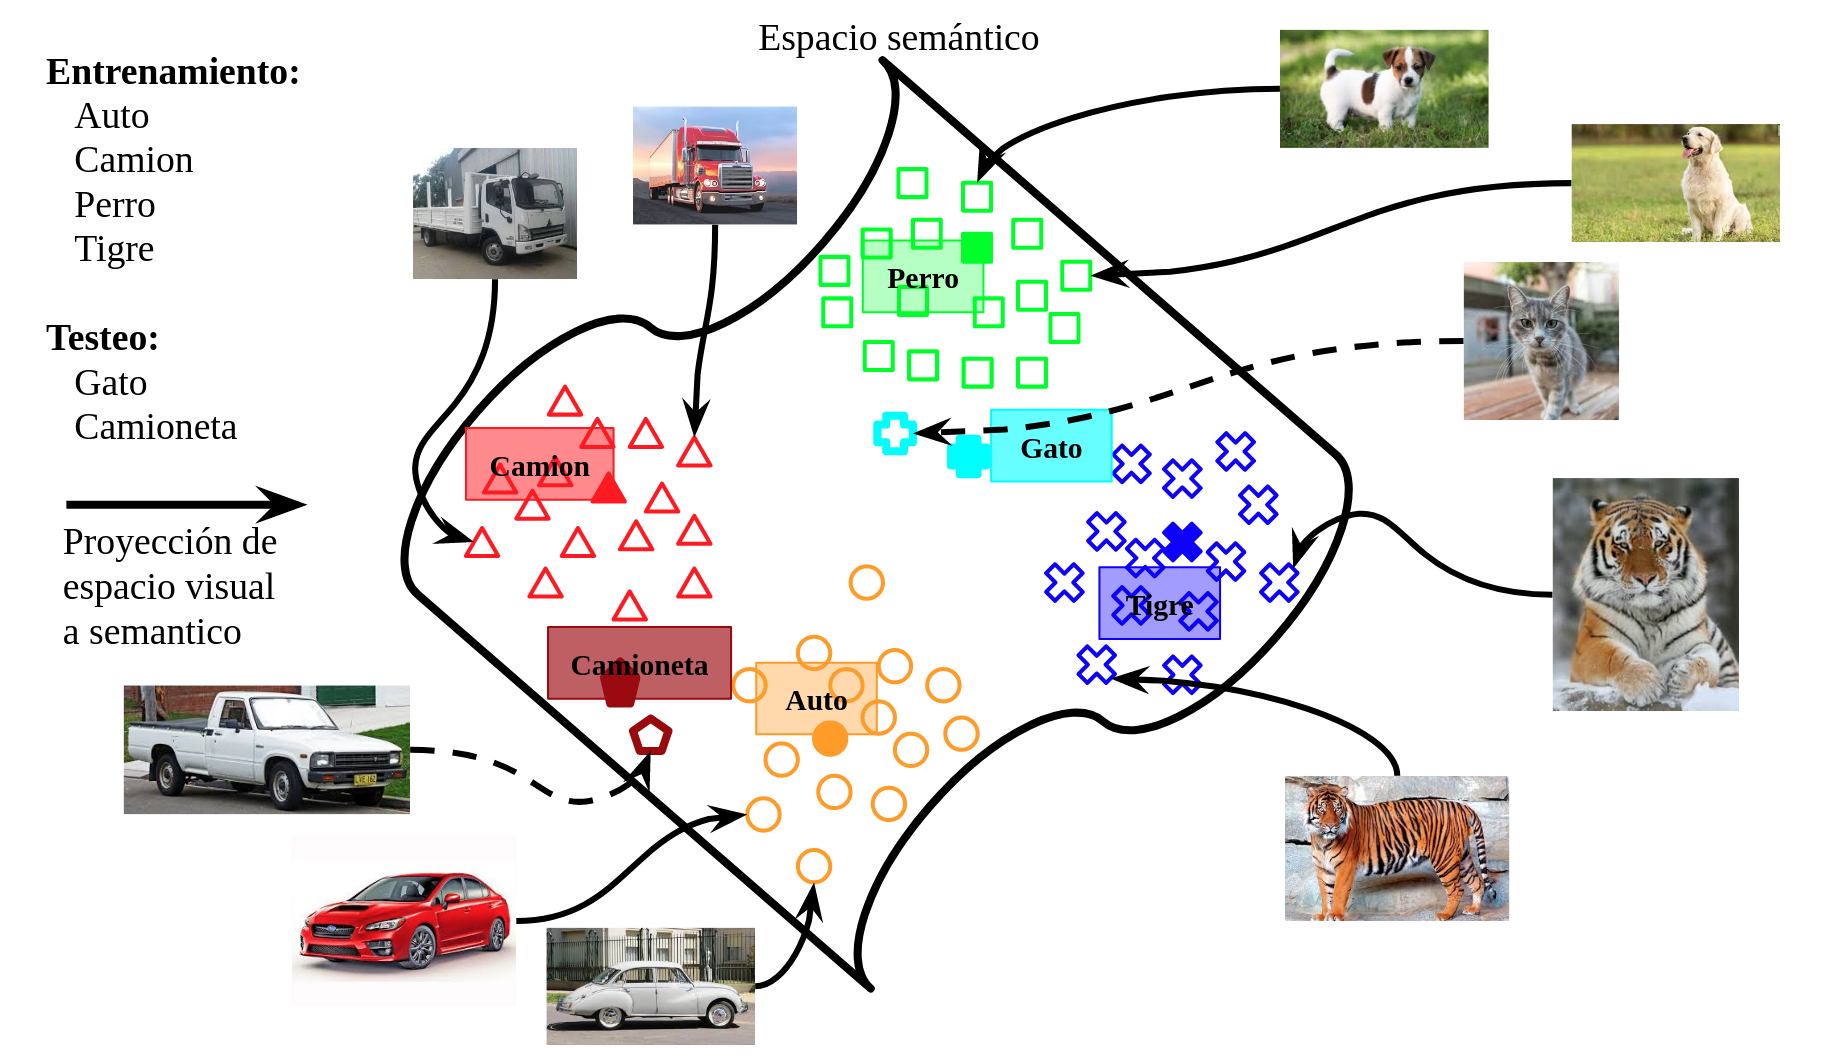 Espacio semántico
Entrenamiento:
Auto
Camion
Perro
Tigre
Testeo:
Gato
Camioneta
Proyección de
espacio visual
a semantico
Perro
Gato
Camion
Tigre
Camioneta
Auto